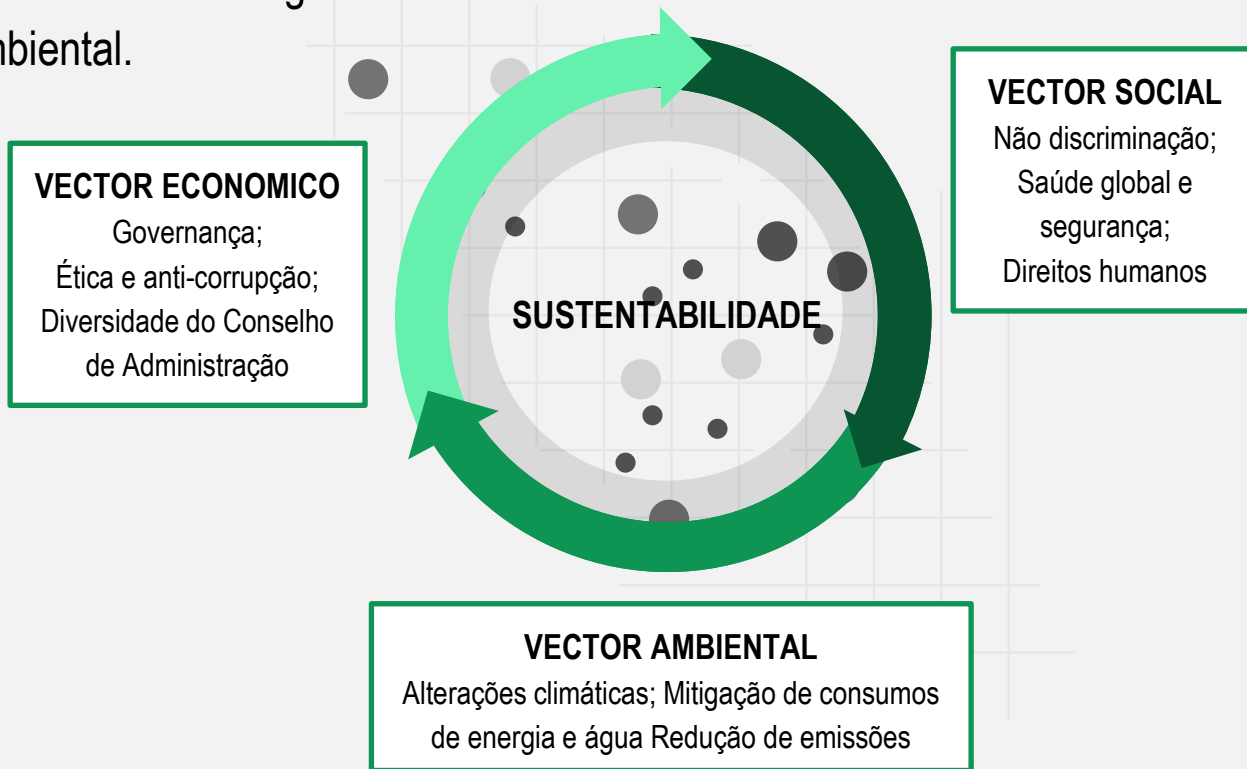 mbiental.
VECTOR ECONOMICO
Governança;
Ética e anti-corrupção;
Diversidade do Conselho
de Administração
SUSTENTABILIDADE
VECTOR SOCIAL
Não discriminação;
Saúde global e
segurança;
Direitos humanos
VECTOR AMBIENTAL
Alterações climáticas; Mitigação de consumos
de energia e água Redução de emissões